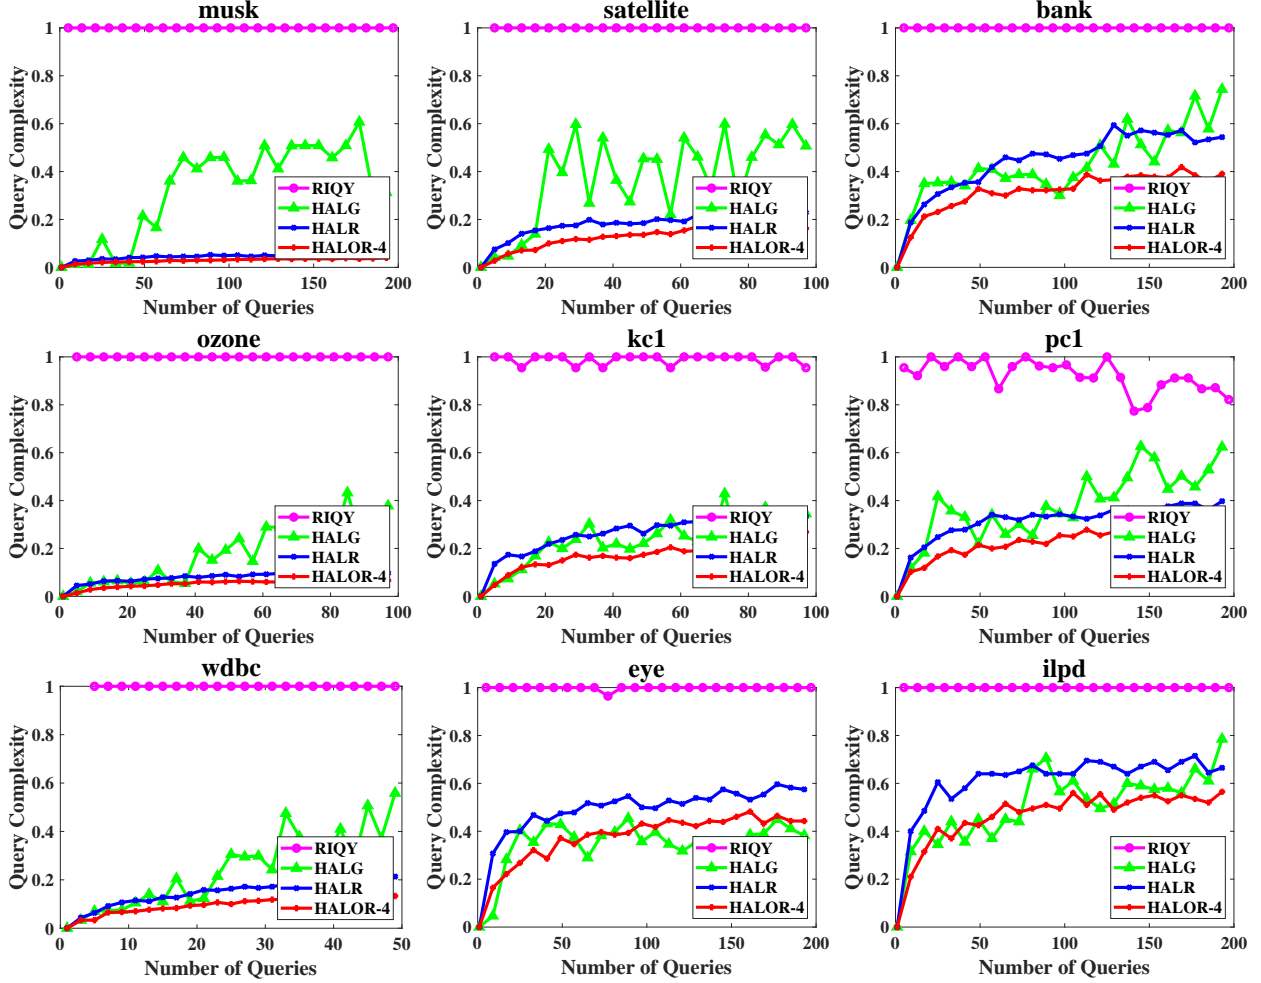 musk
Query Complexity
1
0.8
0.6
0.4
0.2
0
0
50
100
150
200
Number of Queries
RIQY
HALG
HALR
HALOR-4
satellite
Query Complexity
1
0.8
0.6
0.4
0.2
0
0
20
40
60
80
100
Number of Queries
RIQY
HALG
HALR
HALOR-4
bank
Query Complexity
1
0.8
0.6
0.4
0.2
0
0
50
100
150
200
Number of Queries
RIQY
HALG
HALR
HALOR-4
ozone
Query Complexity
1
0.8
0.6
0.4
0.2
0
0
20
40
60
80
100
Number of Queries
RIQY
HALG
HALR
HALOR-4
kc1
Query Complexity
1
0.8
0.6
0.4
0.2
0
0
20
40
60
80
100
Number of Queries
RIQY
HALG
HALR
HALOR-4
pc1
Query Complexity
1
0.8
0.6
0.4
0.2
0
0
50
100
150
200
Number of Queries
RIQY
HALG
HALR
HALOR-4
wdbc
Query Complexity
1
0.8
0.6
0.4
0.2
0
0
10
20
30
40
50
Number of Queries
RIQY
HALG
HALR
HALOR-4
eye
Query Complexity
1
0.8
0.6
0.4
0.2
0
0
50
100
150
200
Number of Queries
RIQY
HALG
HALR
HALOR-4
ilpd
Query Complexity
1
0.8
0.6
0.4
0.2
0
0
50
100
150
200
Number of Queries
RIQY
HALG
HALR
HALOR-4